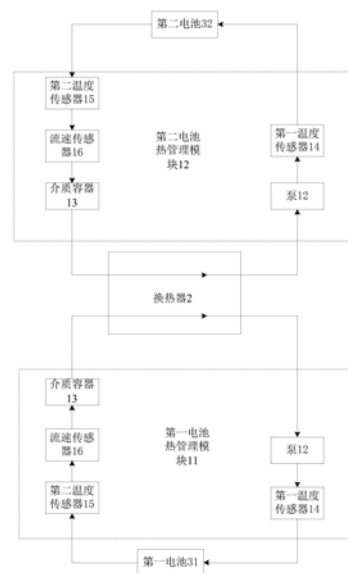 第二电池32
第二温度
传感器15
流速传感
器16
介质容器
13
第二电池
热管理模
块12
第一温度
传感器14
泵12
换热器2
介质容器
13
流速传感
器16
第二温度
传感器15
第一电池
热管理模
块11
泵12
第一温度
传感器14
第一电池31